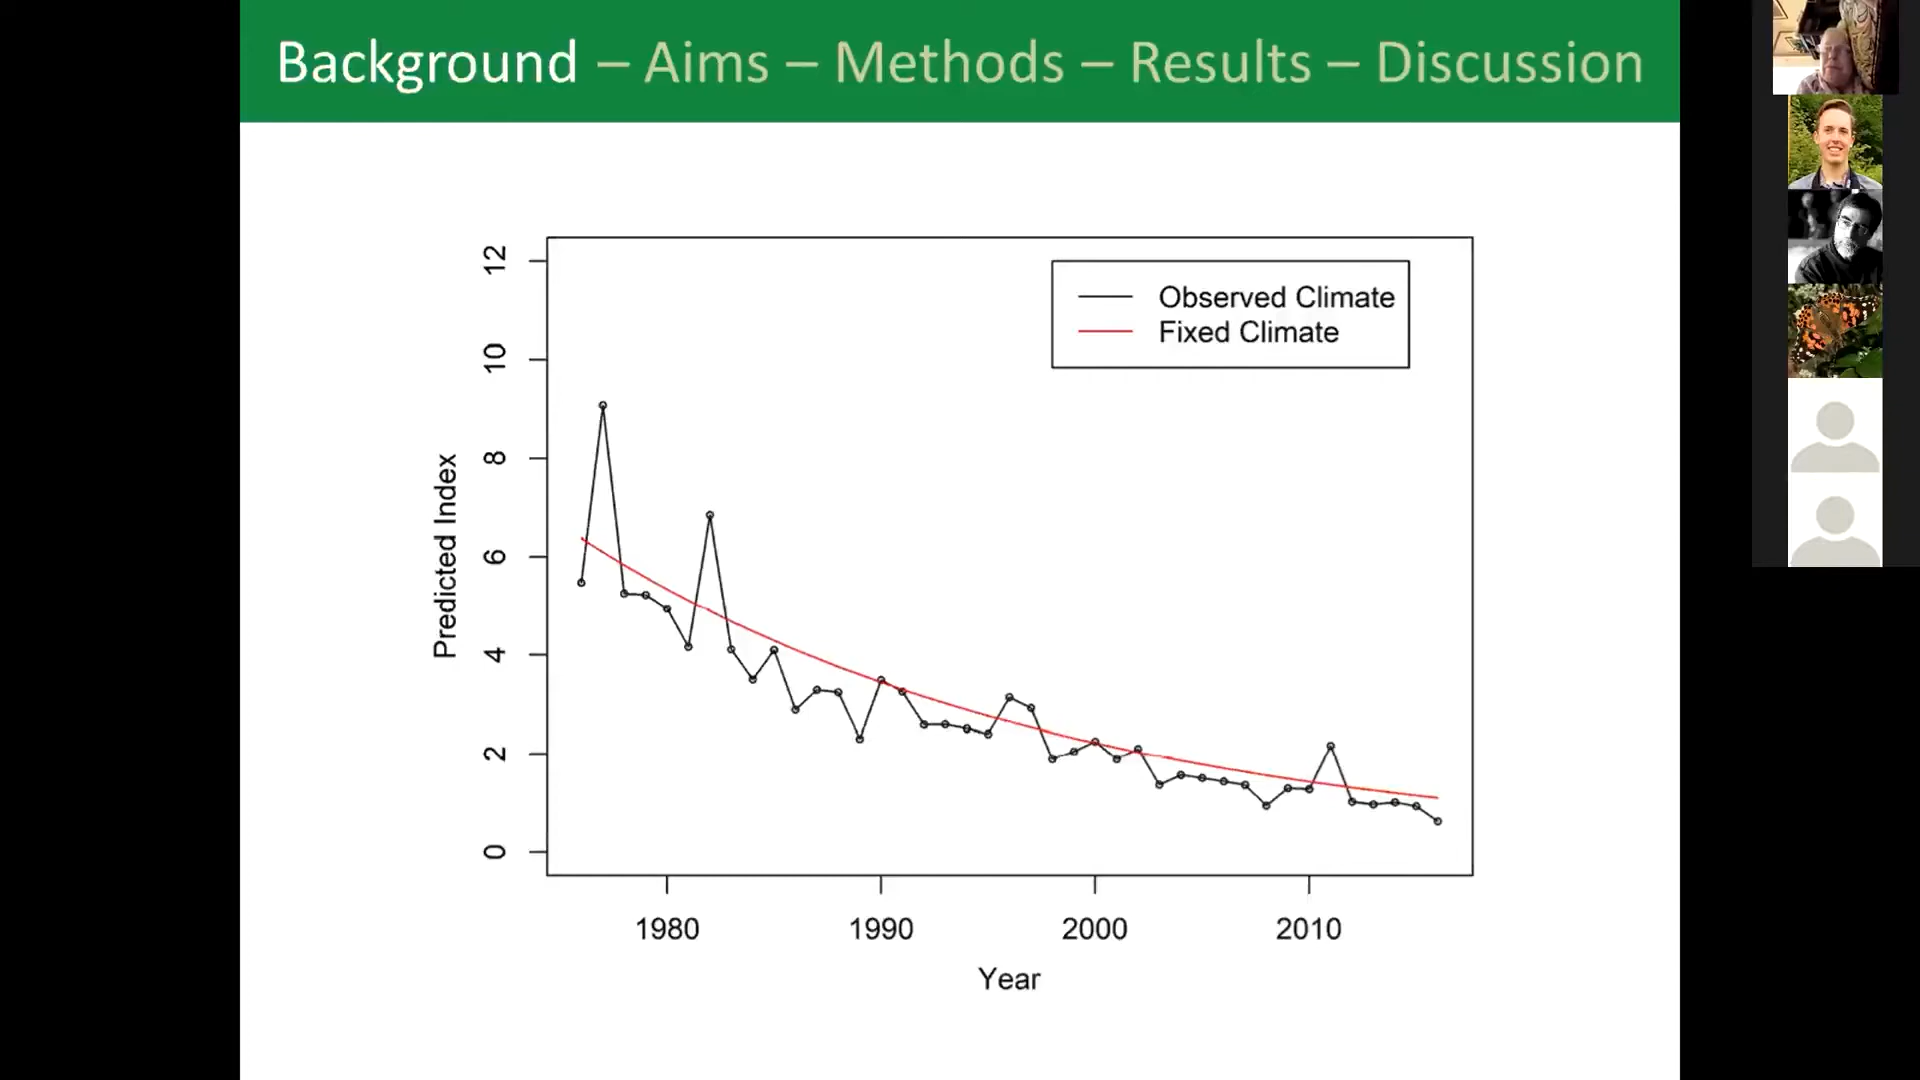 Background – Aims – Methods – Results – Discussion
Observed Climate
Fixed Climate
Predicted Index
12
10
8
6
4
2
0
1980 1990 2000 2010
Year